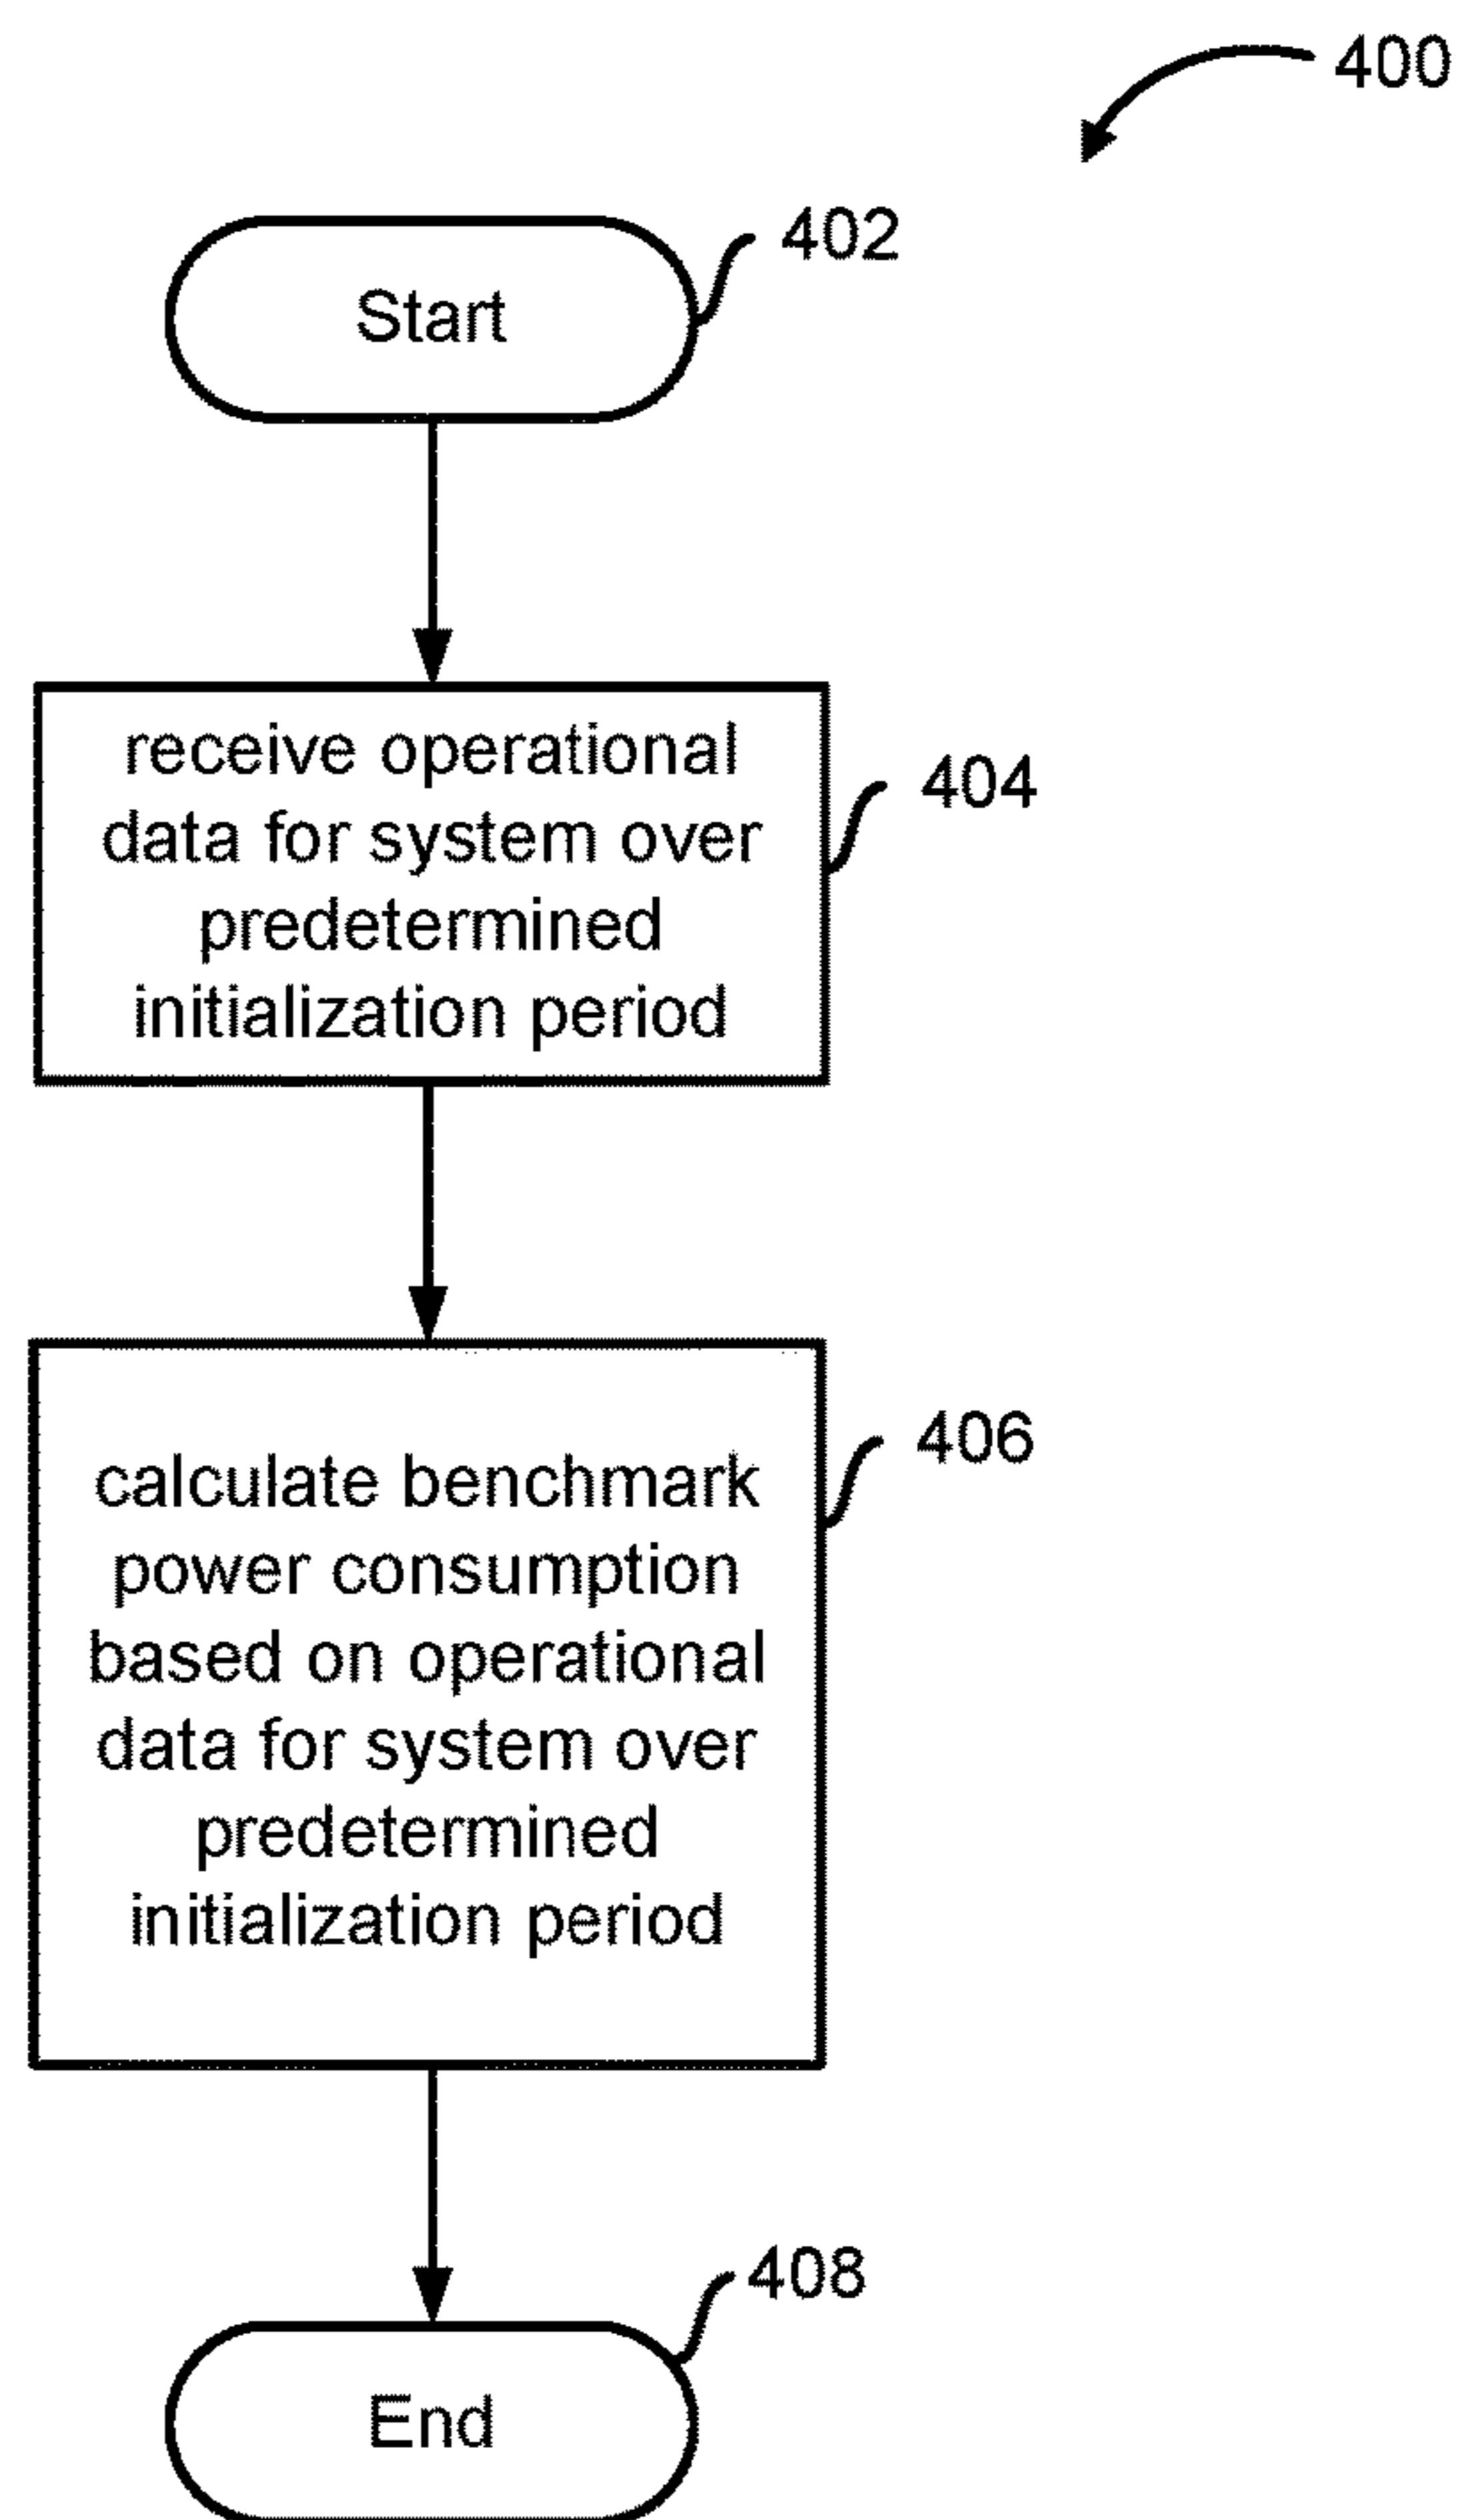 400
402
Start
receive operational
404
data for system over
predetermined
initialization period
406
calculate benchmark
power consumption
based on operational
data for system over
predetermined
initialization period
408
End